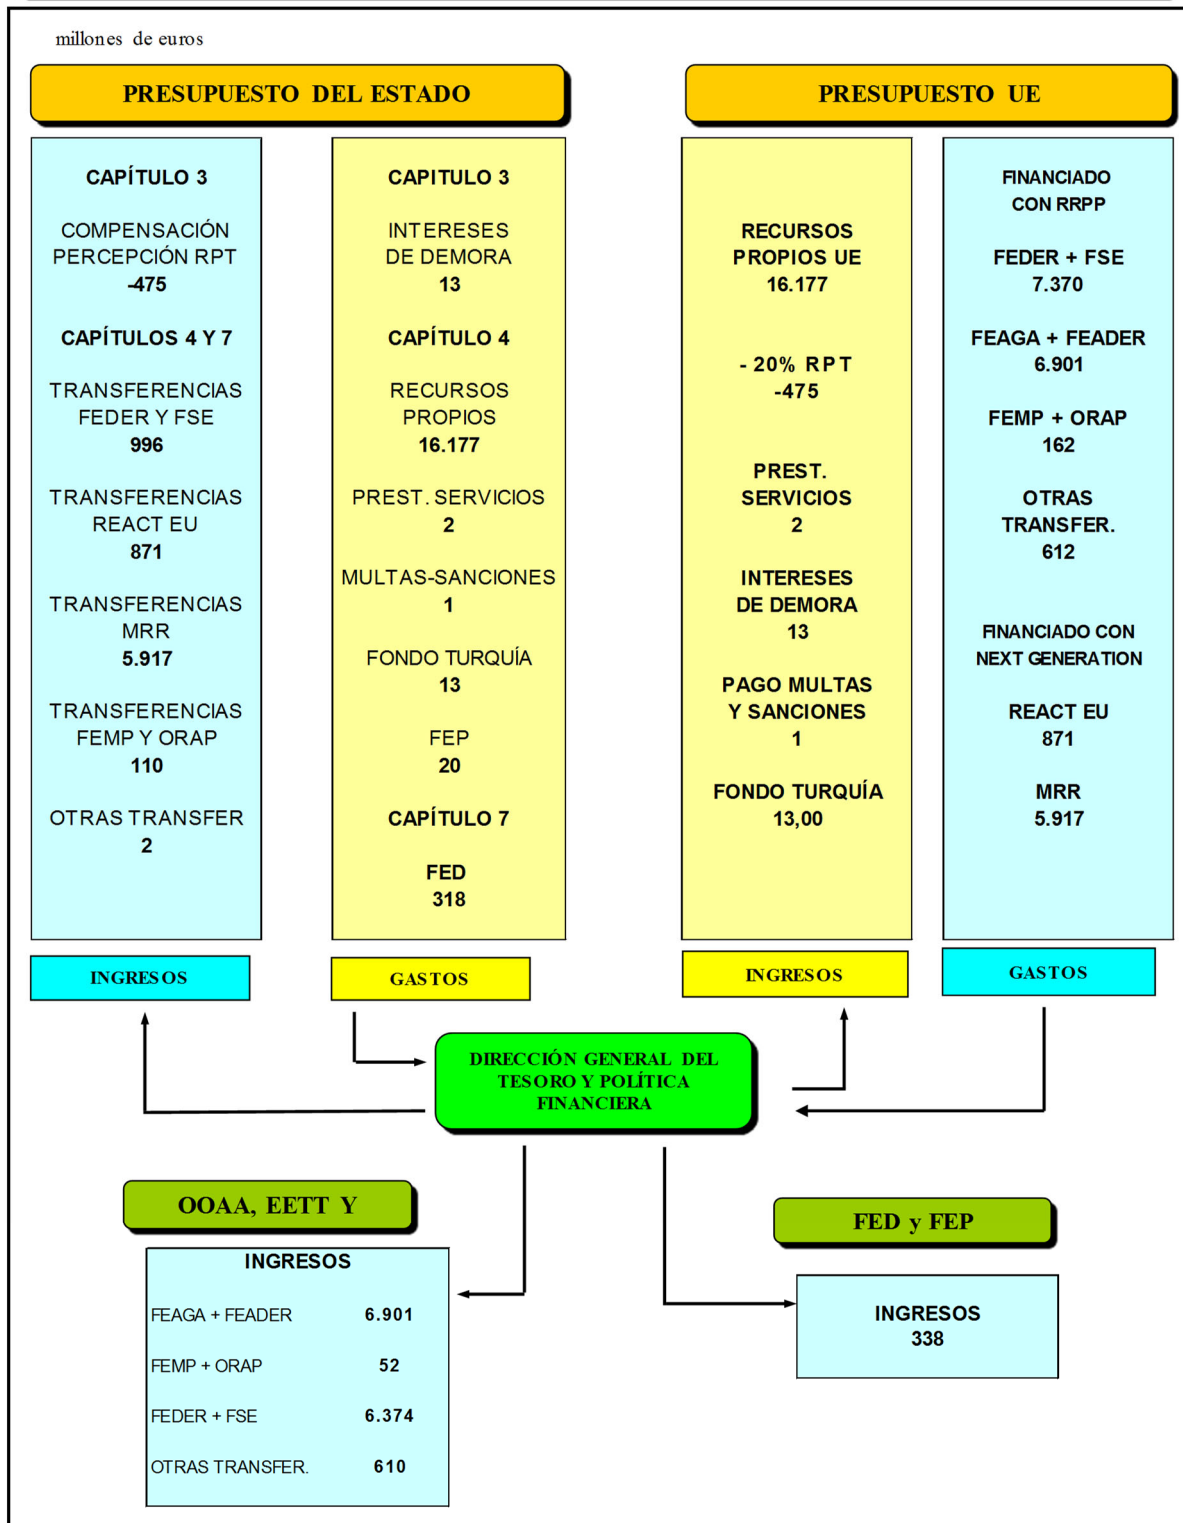 millones de euros
PRESUPUESTO DEL ESTADO
CAPÍTULO 3
COMPENSACIÓN
PERCEPCIÓN RPT
-475
CAPÍTULOS 4 Y 7
TRANSFERENCIAS
FEDER Y FSE
996
TRANSFERENCIAS
REACT EU
871
TRANSFERENCIAS
MRR
5.917
TRANSFERENCIAS
FEMP Y ORAP
110
OTRAS TRANSFER
2
INGRESOS
CAPITULO 3
INTERESES
DE DEMORA
13
CAPÍTULO 4
RECURSOS
PROPIOS
16.177
PREST. SERVICIOS
2
MULTAS-SANCIONES
1
FONDO TURQUÍA
13
FEP
20
CAPÍTULO 7
FED
318
GASTOS
PRESUPUESTO UE
RECURSOS
PROPIOS UE
16.177
- 20% RPT
-475
PREST.
SERVICIOS
2
INTERESES
DE DEMORA
13
PAGO MULTAS
Y SANCIONES
1
FONDO TURQUÍA
13,00
INGRESOS
FINANCIADO
CON RRPP
FEDER + FSE
7.370
FEAGA + FEADER
6.901
FEMP + ORAP
162
OTRAS
TRANSFER.
612
FINANCIADO CON
NEXT GENERATION
REACT EU
871
MRR
5.917
GASTOS
DIRECCIÓN GENERAL DEL
TESORO Y POLÍTICA
FINANCIERA
OOAA, EETT Y
INGRESOS
FEAGA + FEADER 6.901
FEMP + ORAP 52
FEDER + FSE 6.374
OTRAS TRANSFER. 610
FED y FEP
INGRESOS
338